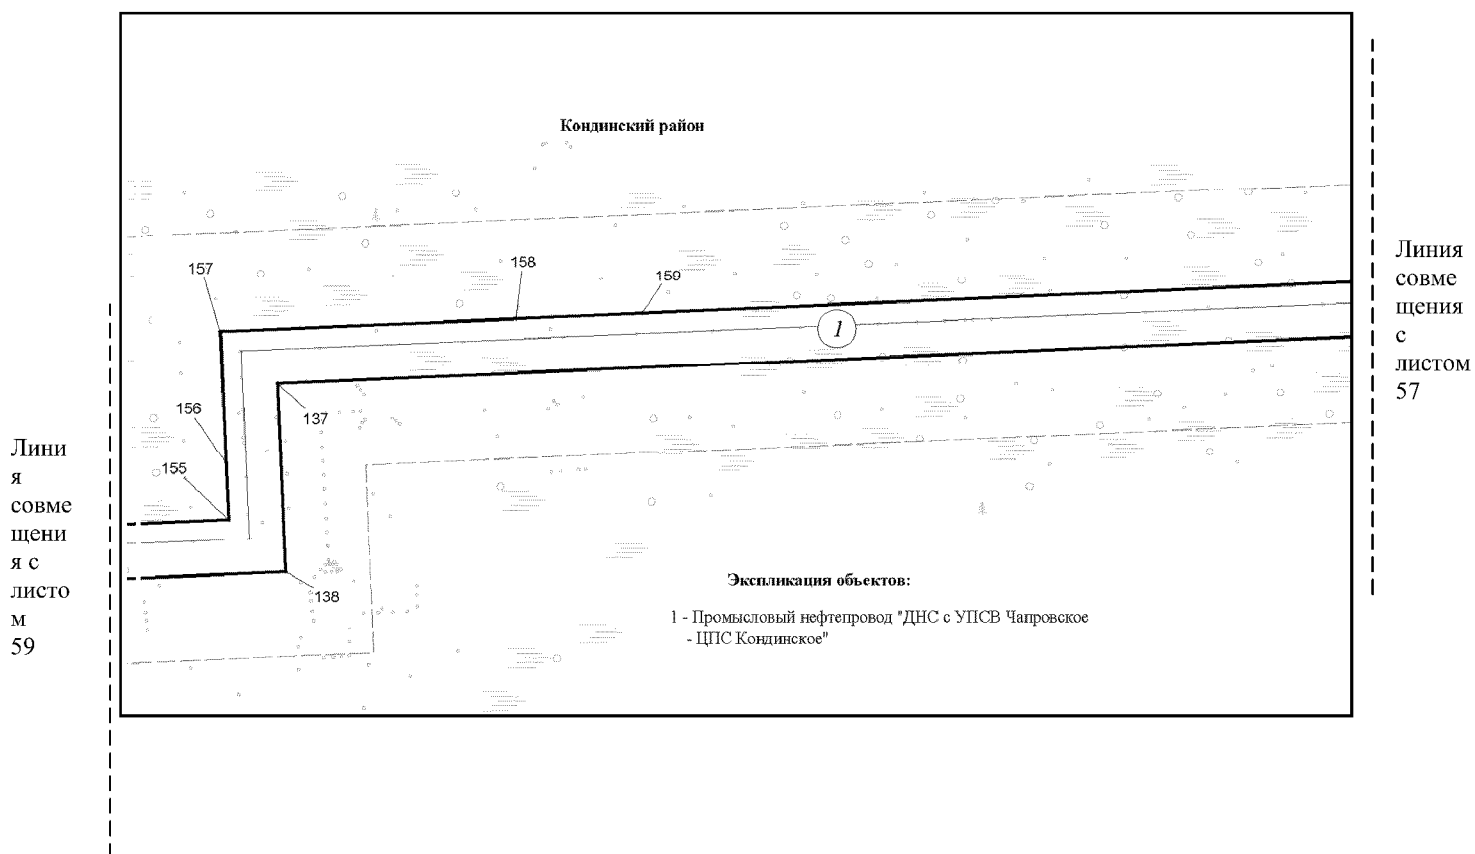 Кондинский район
157
158
159
1
156
137
155
138
Экспликация объектов:
1 - Промысловый нефтепровод "ДНС с УПСВ Чапровское
- ЦПС Кондинское"
Лини
я
совме
щени
я с
листо
м
59
Линия
совме
щения
с
листом
57